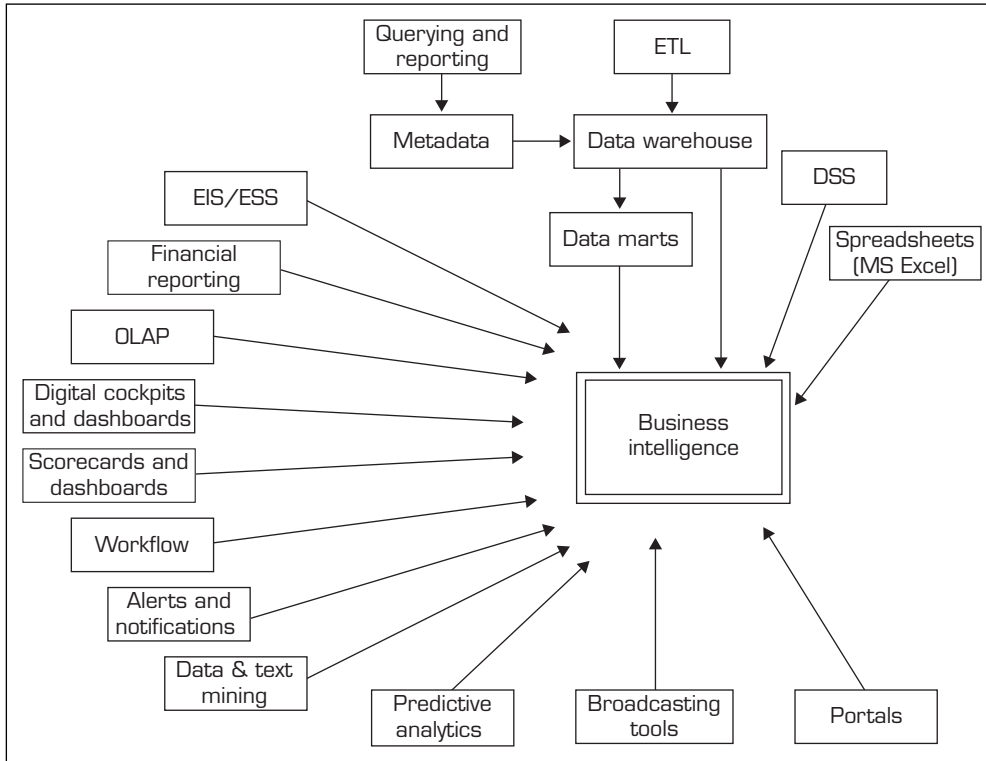 Querying and
reporting
ETL
Metadata
Data warehouse
DSS
EIS/ESS
Data marts
Spreadsheets
(MS Excel)
Financial
reporting
OLAP
Digital cockpits
and dashboards
Business
intelligence
Scorecards and
dashboards
Workflow
Alerts and
notifications
Data & text
mining
Predictive
analytics
Broadcasting
tools
Portals